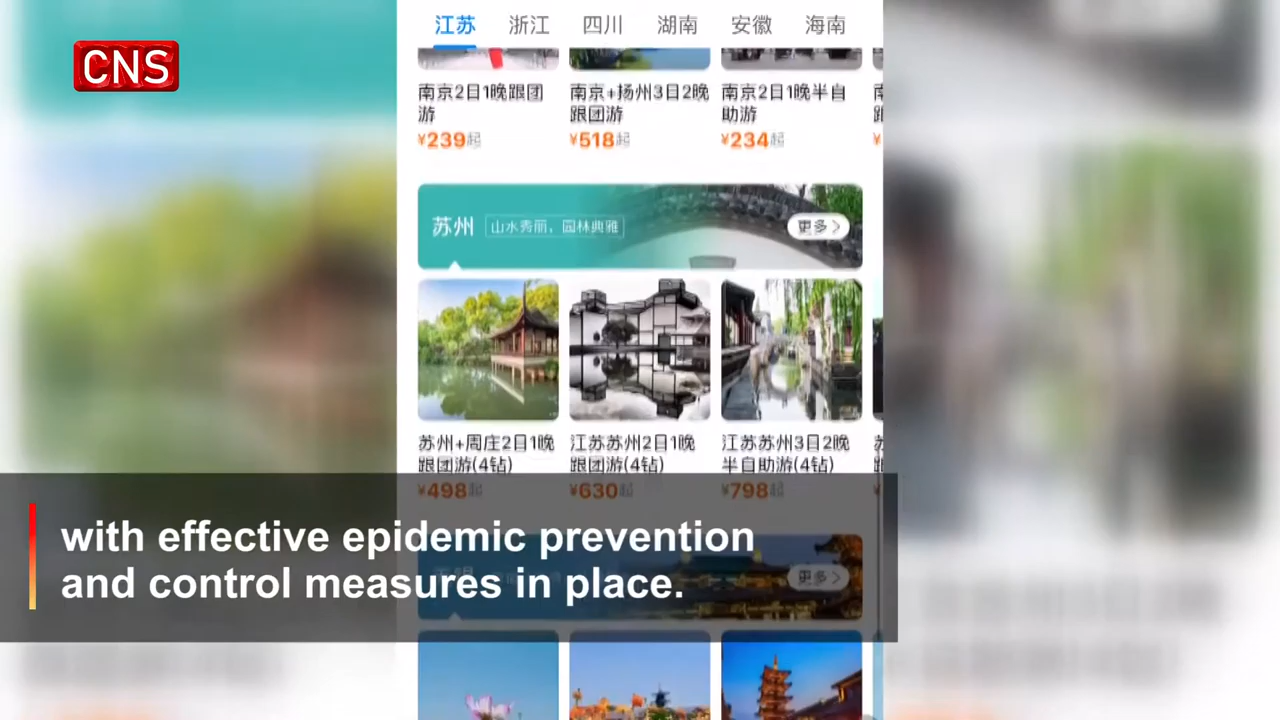 CNS
江苏 浙江 四川 湖南 安徽 海南
南京2日1晚跟团
游
¥239起
南京+扬州3日2晚
跟团游
¥518起
南京2日1晚半自
助游
¥234起
苏州 山水秀丽，园林典雅 更多
苏州+周庄2日1晚
跟团游(4钻)
¥498起
江苏苏州2日1晚
跟团游(4钻)
¥630起
江苏苏州3日2晚
半自助游(4钻)
¥798起
with effective epidemic prevention
and control measures in place.
更多